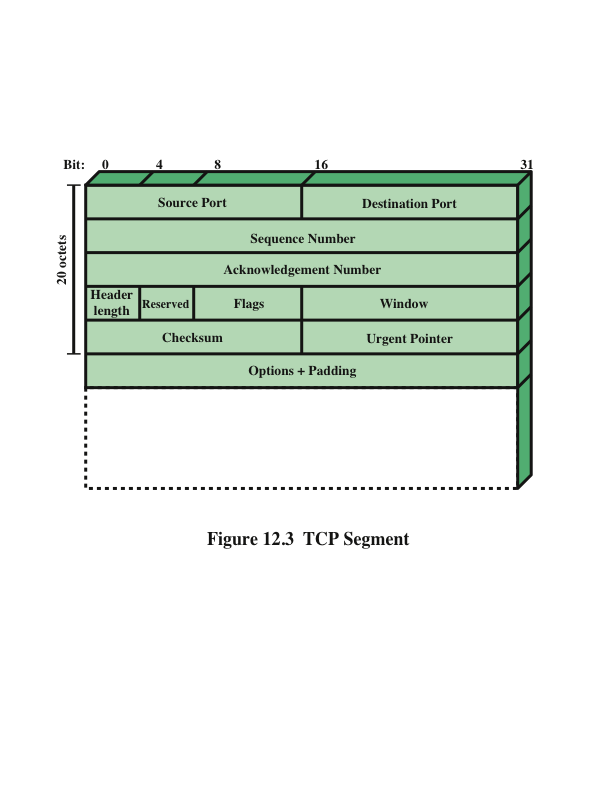 Bit: 0 4 8 16 31
Source Port Destination Port
Sequence Number
Acknowledgement Number
Header
length Reserved Flags Window
Checksum Urgent Pointer
Options + Padding
20 octets
Figure 12.3 TCP Segment